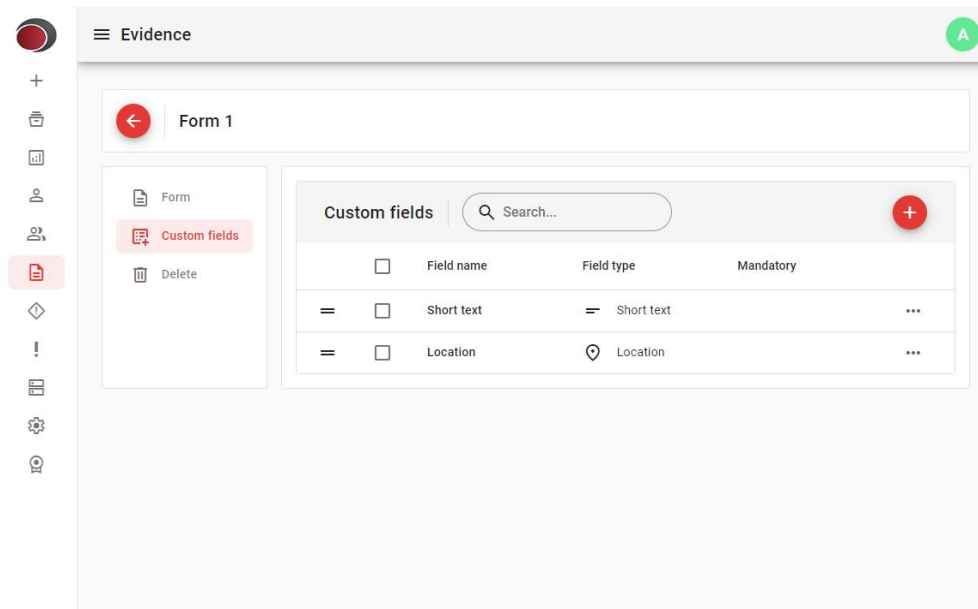 Evidence
A
Form 1
Form
Custom fields
Delete
Custom fields
Search...
Field name Field type Mandatory
Short text Short text
Location Location